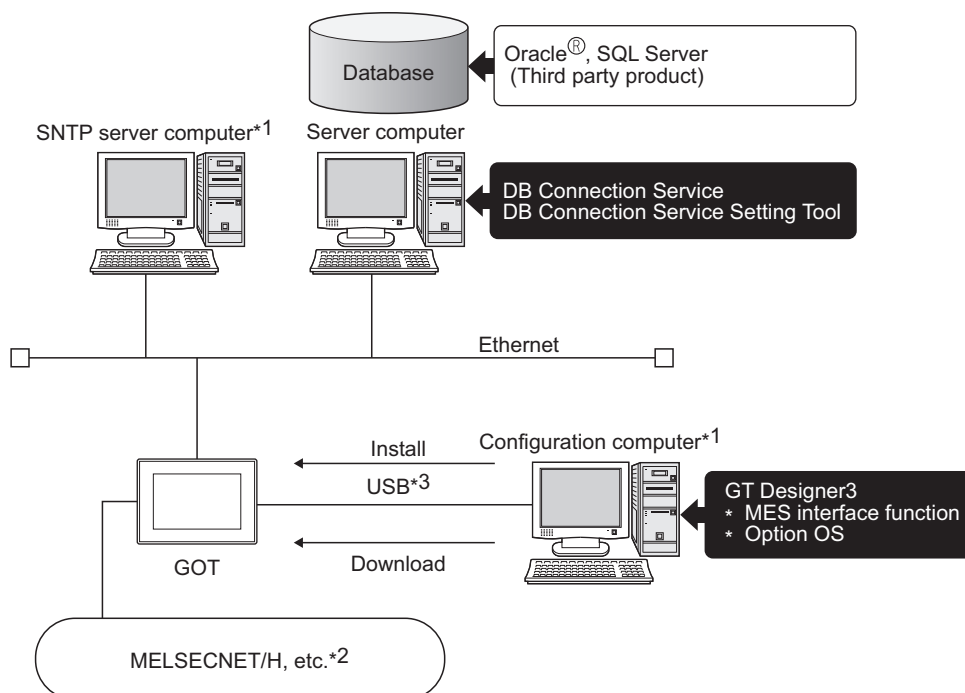 Database
Oracle®, SQL Server
(Third party product)
SNTP server computer*1
Server computer
DB Connection Service
DB Connection Service Setting Tool
Ethernet
Install
Configuration computer*1
USB*3
GT Designer3
* MES interface function
* Option OS
GOT
Download
MELSECNET/H, etc.*2